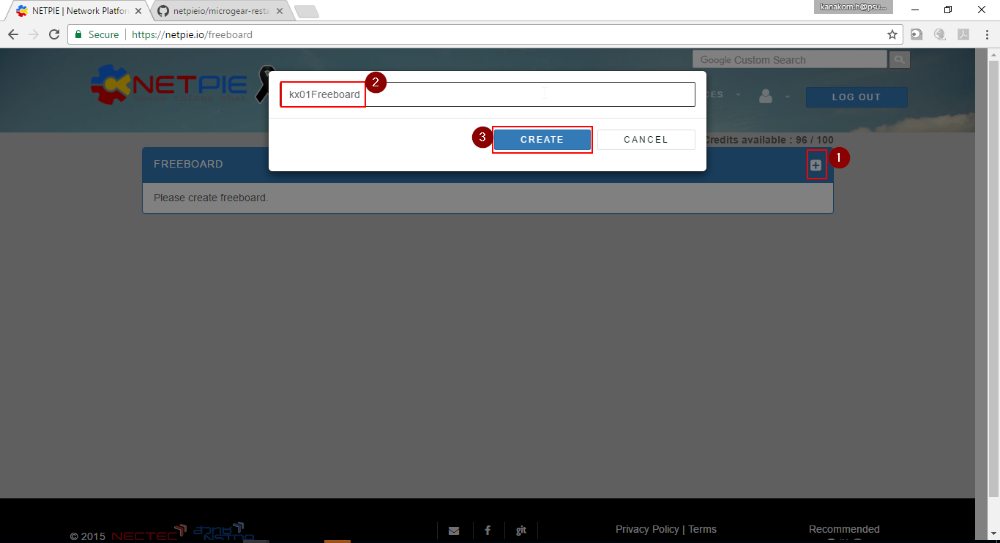 NETPIE | Network Platfor
netpieio/microgear-resta
kanakorn.h@psu...
Secure
https://netpie.io/freeboard
Google Custom Search
NETPIE
CES
LOG OUT
kx01Freeboard
2
3
CREATE
CANCEL
Credits available : 96 / 100
FREEBOARD
1
Please create freeboard.
© 2015
NECTEC
NSTDA
f
git
Privacy Policy | Terms
Recommended